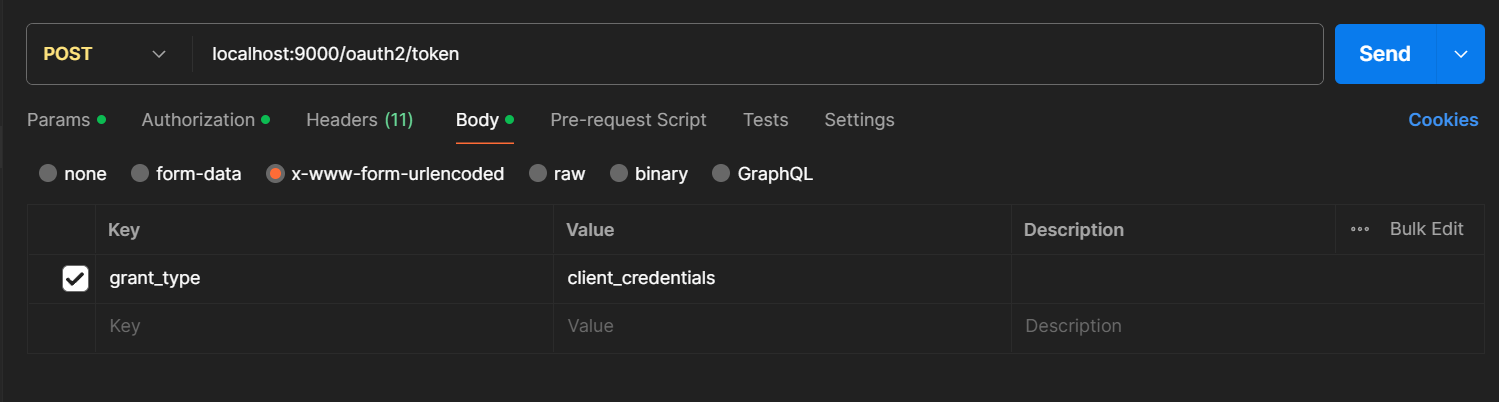 POST localhost:9000/oauth2/token Send
Params Authorization Headers (11) Body Pre-request Script Tests Settings Cookies
none form-data x-www-form-urlencoded raw binary GraphQL
Key Value Description Bulk Edit
grant_type client_credentials
Key Value Description